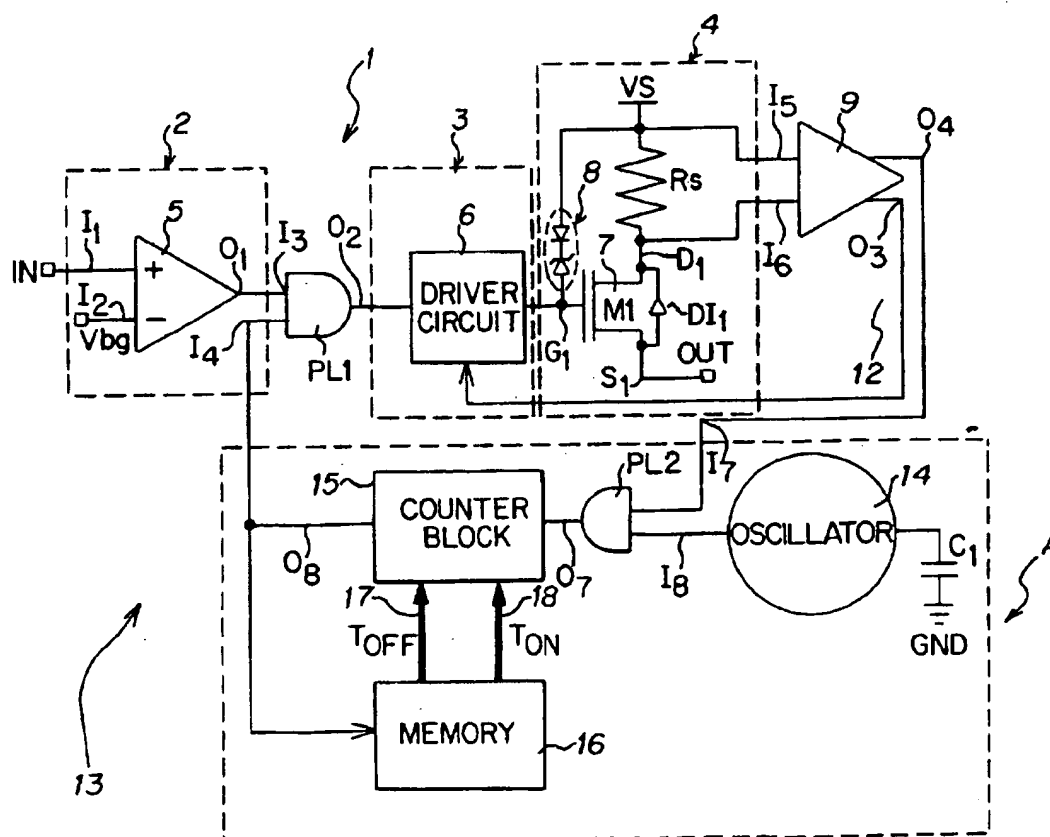 1
2
3
4
VS
I5
9
O4
Rs
8
I1
5
O1
I3
O2
6
7
D1
I6
O3
IN
+
DRIVER
CIRCUIT
M1
DI1
I2
−
Vbg
I4
PL1
G1
OUT
12
S1
PL2
I7
14
15
COUNTER
BLOCK
OSCILLATOR
C1
A
O8
O7
I8
17
18
TOFF
TON
GND
MEMORY
16
13